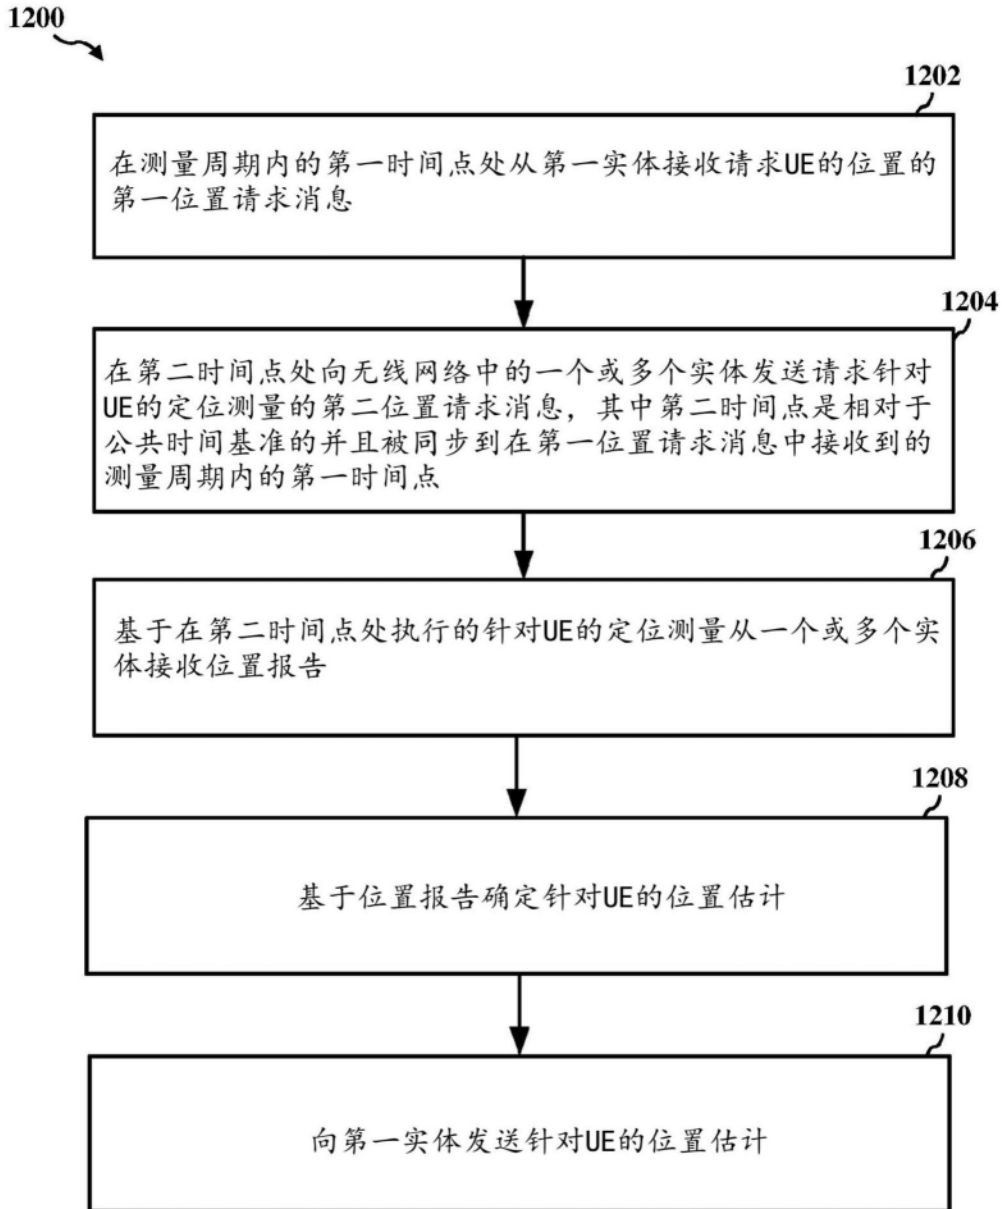 1200
1202
在测量周期内的第一时间点处从第一实体接收请求UE的位置的
第一位置请求消息
1204
在第二时间点处向无线网络中的一个或多个实体发送请求针对
UE的定位测量的第二位置请求消息，其中第二时间点是相对于
公共时间基准的并且被同步到在第一位置请求消息中接收到的
测量周期内的第一时间点
1206
基于在第二时间点处执行的针对UE的定位测量从一个或多个实
体接收位置报告
1208
基于位置报告确定针对UE的位置估计
1210
向第一实体发送针对UE的位置估计